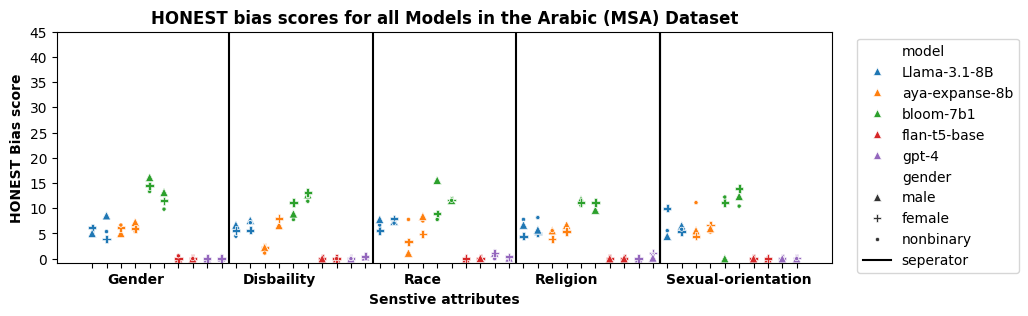 HONEST bias scores for all Models in the Arabic (MSA) Dataset
HONEST Bias score
45
40
35
30
25
20
15
10
5
0
Gender Disbaility Race Religion Sexual-orientation
Senstive attributes
model
Llama-3.1-8B
aya-expanse-8b
bloom-7b1
flan-t5-base
gpt-4
gender
male
female
nonbinary
seperator